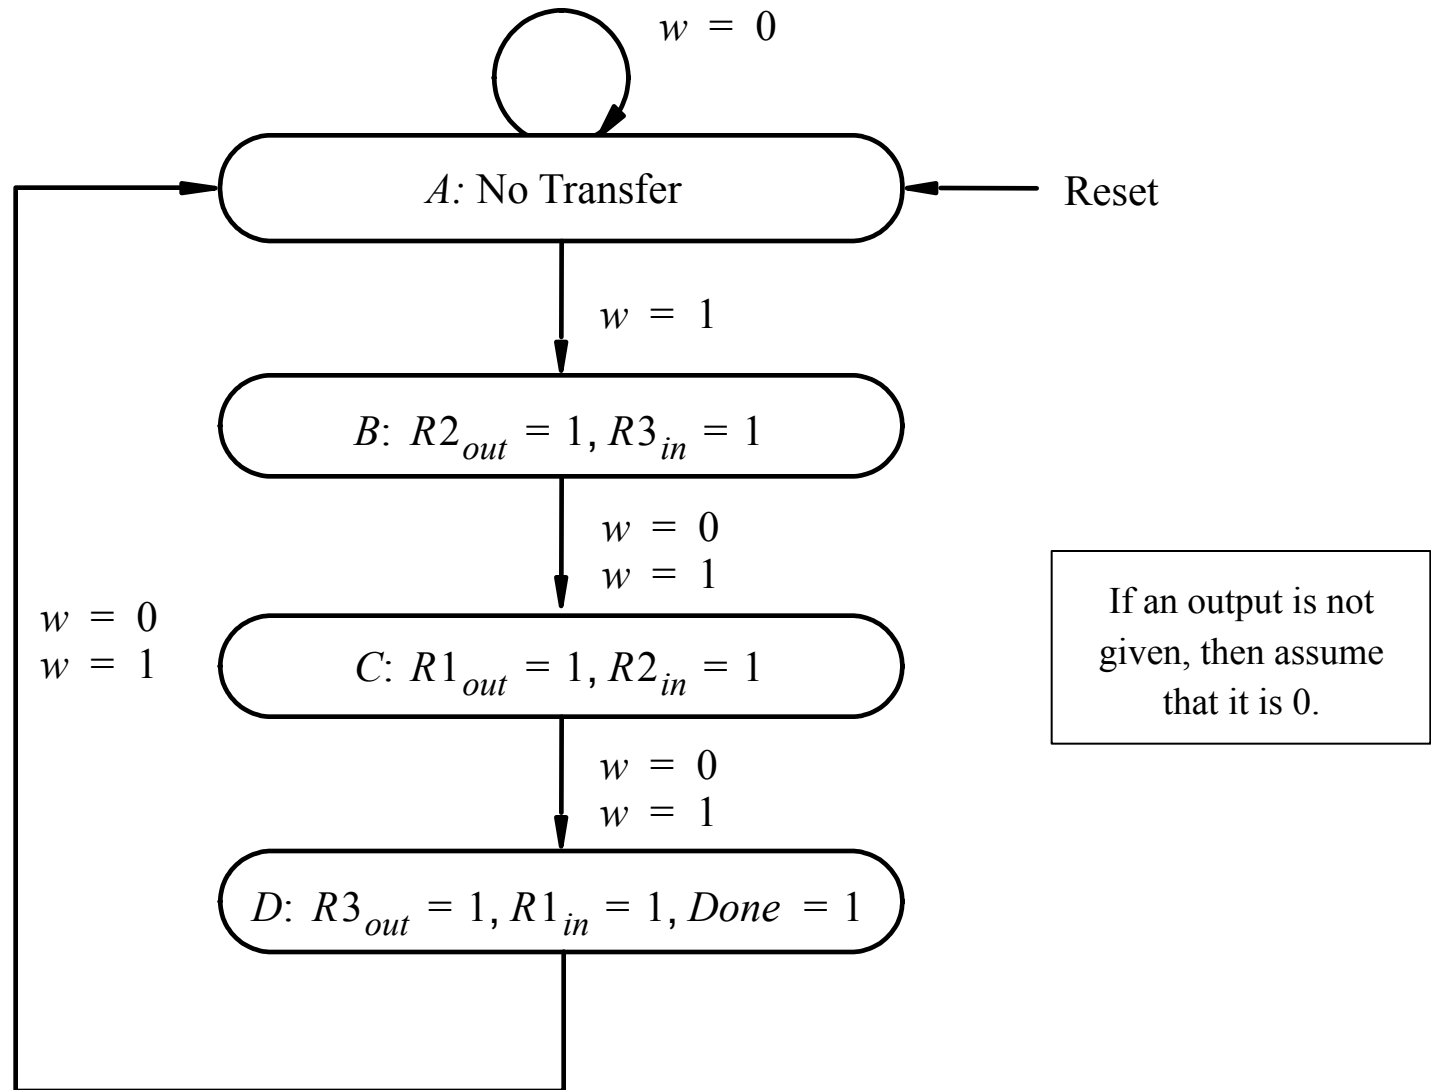 w = 0
A: No Transfer
Reset
w = 1
B: R2out = 1, R3in = 1
w = 0
w = 1
w = 0
w = 1
C: R1out = 1, R2in = 1
If an output is not
given, then assume
that it is 0.
w = 0
w = 1
D: R3out = 1, R1in = 1, Done = 1